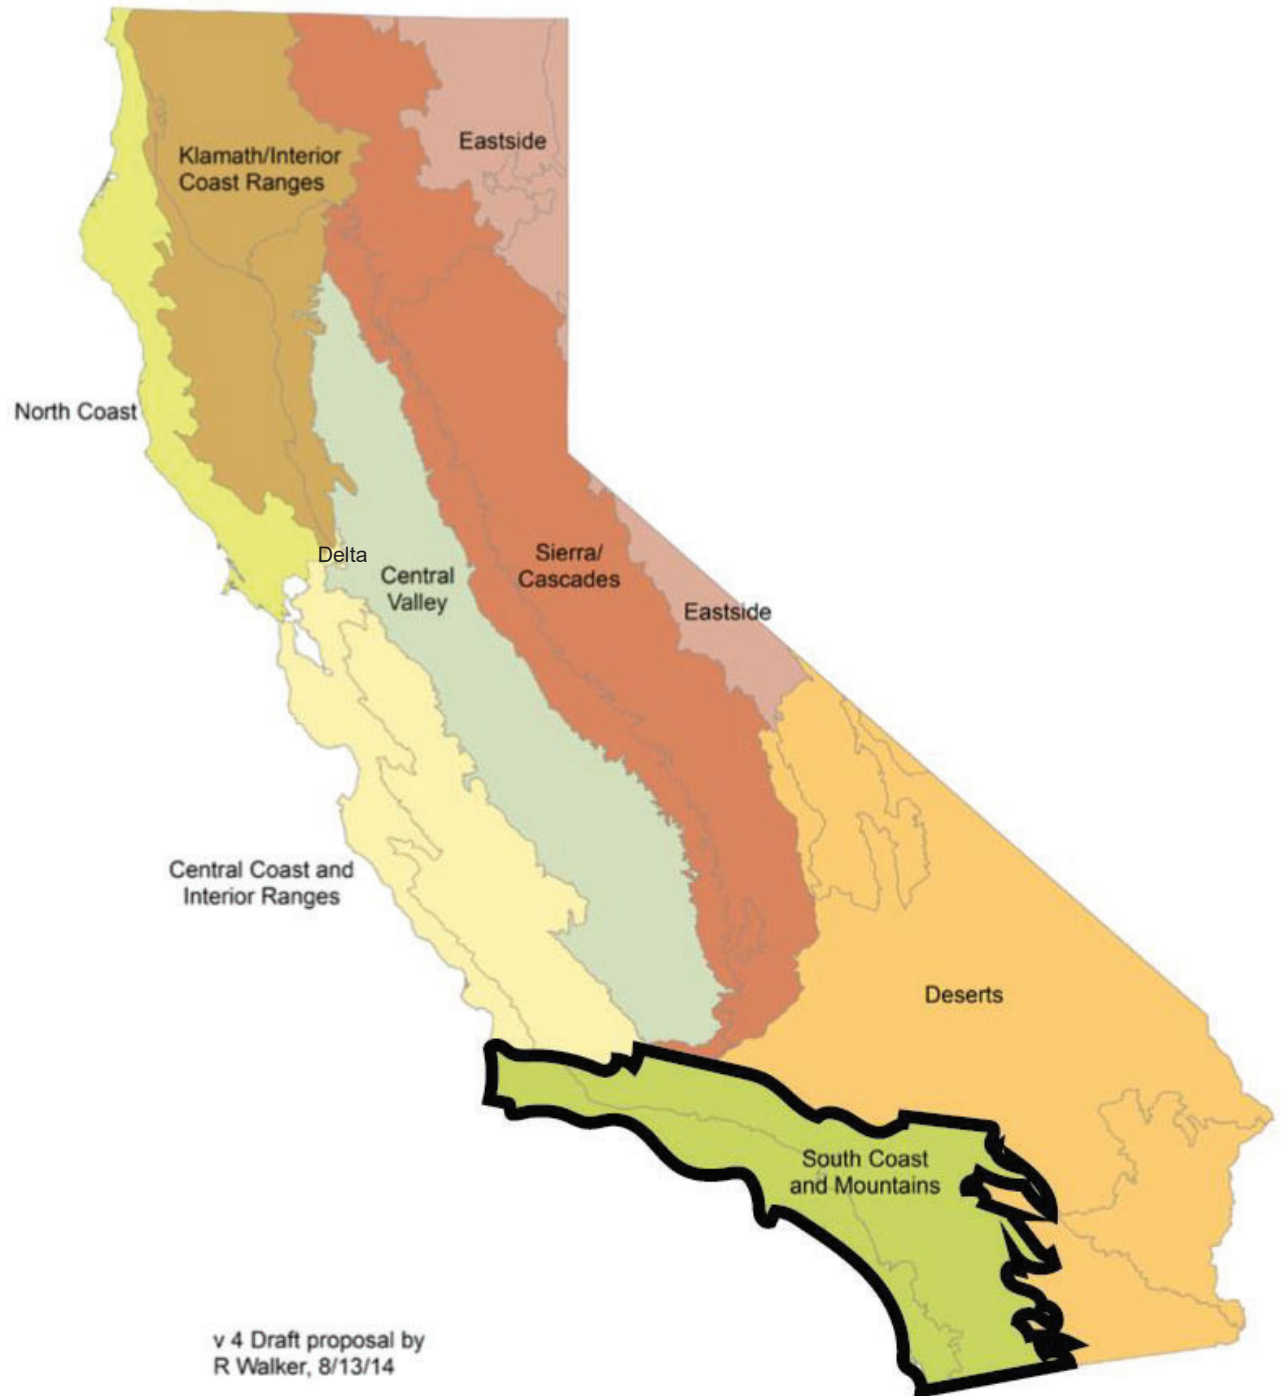 Eastside
Klamath/Interior
Coast Ranges
North Coast
Delta
Central
Valley
Sierra/
Cascades
Eastside
Central Coast and
Interior Ranges
Deserts
South Coast
and Mountains
v 4 Draft proposal by
R Walker, 8/13/14